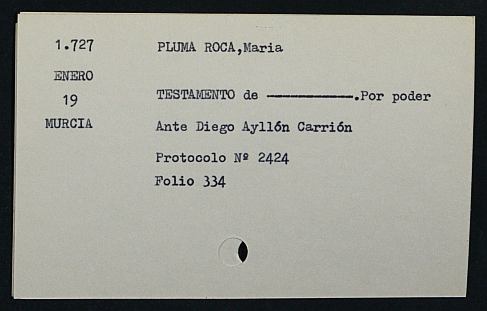 1.727 PLUMA ROCA,Maria
ENERO
19 TESTAMENTO de ——————.Por poder
MURCIA Ante Diego Ayllón Carrión
Protocolo Nº 2424
Folio 334